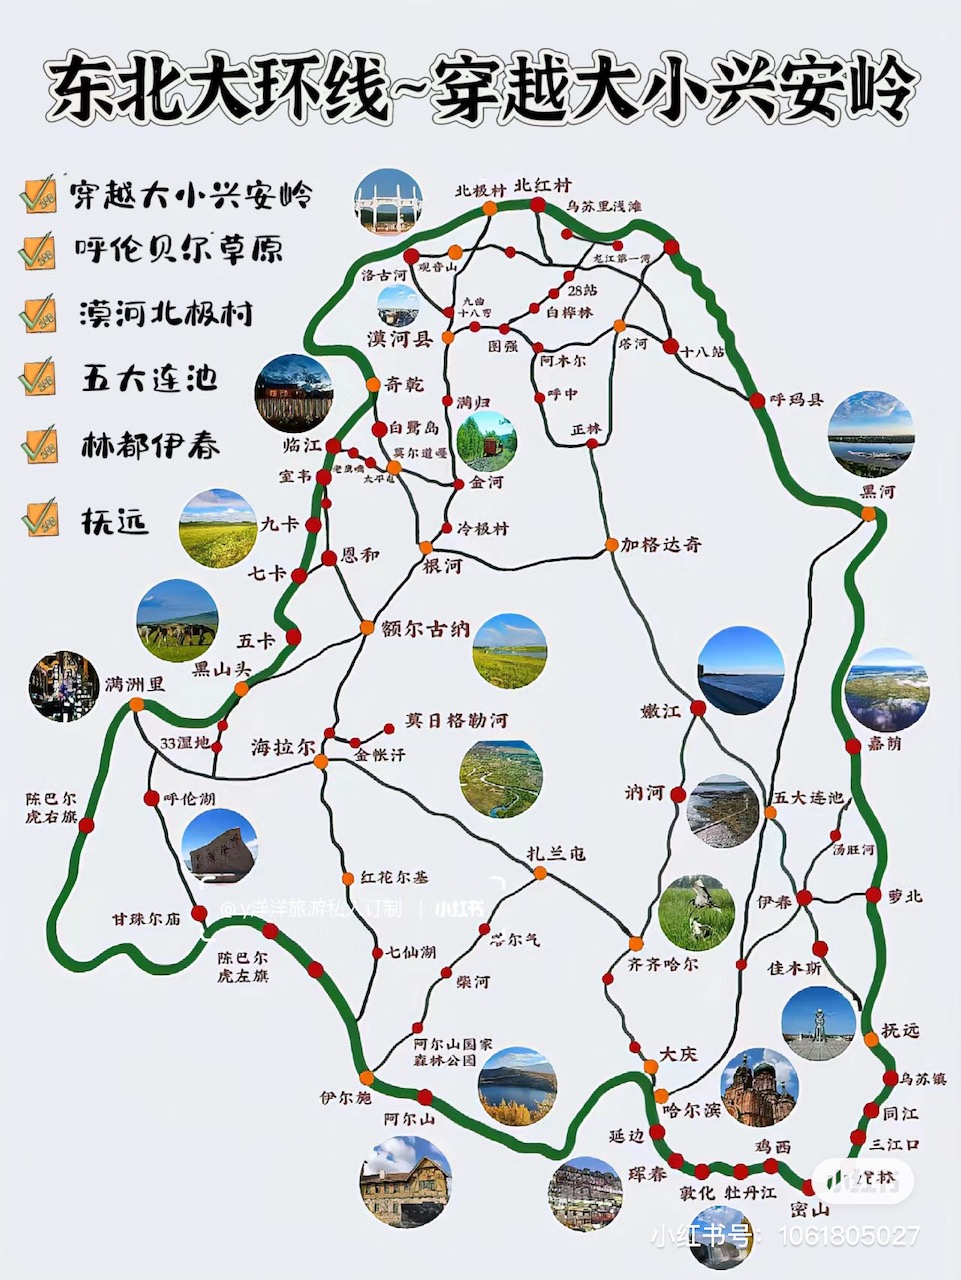 东北大环线~穿越大小兴安岭
穿越大小兴安岭
呼伦贝尔草原
漠河北极村
五大连池
林都伊春
抚远
北极村
北红村
乌苏里浅滩
洛古河
观音山
龙江第一湾
28站
九曲
十八弯
白桦林
漠河县
图强
阿木尔
塔河
十八站
奇乾
满归
呼中
呼玛县
白鹭岛
正林
临江
莫尔道嘎
室韦
老鹰嘴
太平
金河
黑河
九卡
冷极村
恩和
根河
加格达奇
七卡
额尔古纳
五卡
黑山头
满洲里
嫩江
莫日格勒河
33湿地
海拉尔
金帐汗
嘉荫
陈巴尔
虎右旗
呼伦湖
讷河
五大连池
汤旺河
扎兰屯
红花尔基
@y洋洋旅游私人订制 | 小红书
伊春
萝北
甘珠尔庙
塔尔气
陈巴尔
虎左旗
七仙湖
齐齐哈尔
佳木斯
柴河
抚远
阿尔山国家
森林公园
大庆
乌苏镇
伊尔施
哈尔滨
同江
阿尔山
延边
三江口
鸡西
珲春
敦化
牡丹江
密山
小红书
小红书号：1061805027